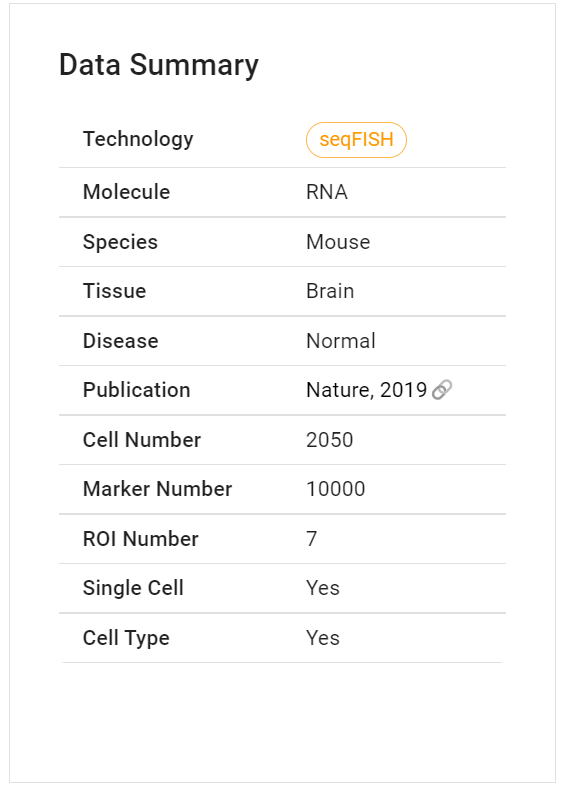 Data Summary
Technology seqFISH
Molecule RNA
Species Mouse
Tissue Brain
Disease Normal
Publication Nature, 2019
Cell Number 2050
Marker Number 10000
ROI Number 7
Single Cell Yes
Cell Type Yes